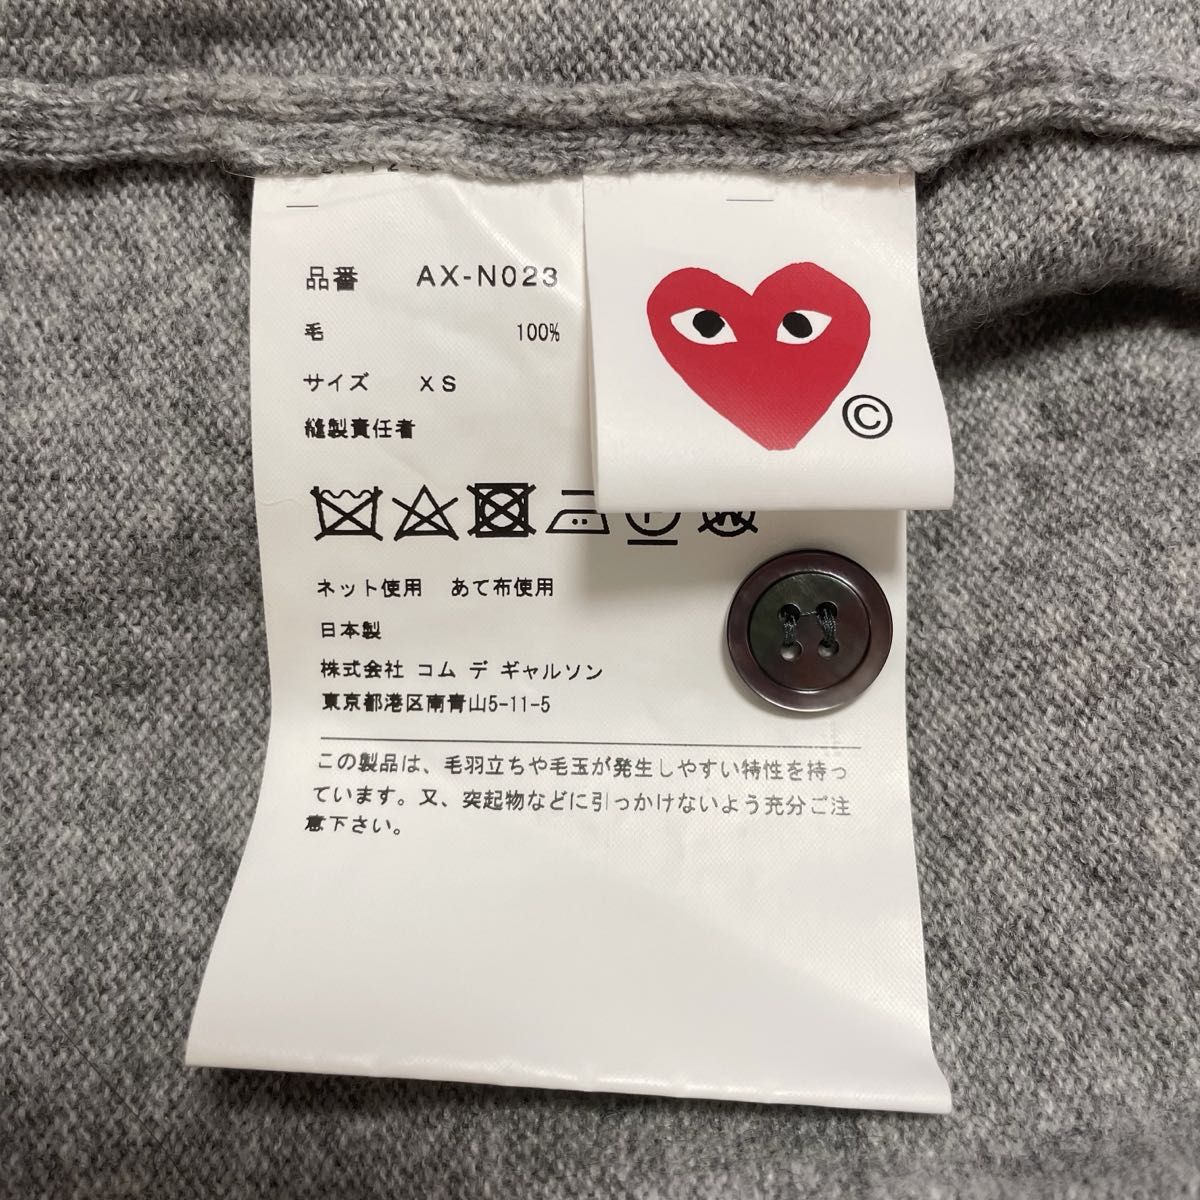 品番 AX-N023
毛 100%
サイズ XS
縫製責任者
ネット使用 あて布使用
日本製
株式会社 コム デ ギャルソン
東京都港区南青山5-11-5
この製品は、毛羽立ちや毛玉が発生しやすい特性を持っ
ています。又、突起物などに引っかけないよう充分ご注
意下さい。
©